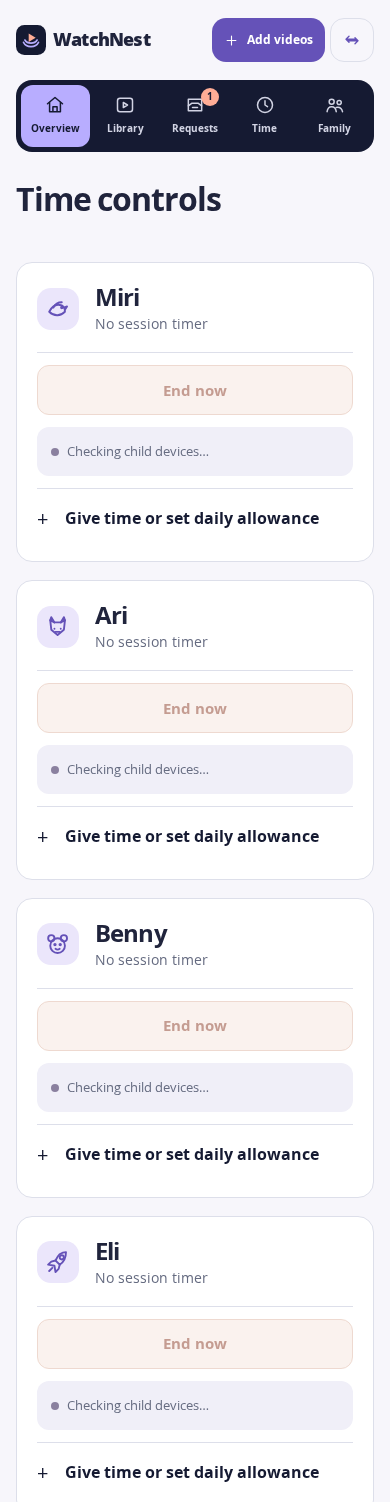 WatchNest
+ Add videos
Overview
Library
1
Requests
Time
Family
Time controls
Miri
No session timer
End now
Checking child devices...
+ Give time or set daily allowance
Ari
No session timer
End now
Checking child devices...
+ Give time or set daily allowance
Benny
No session timer
End now
Checking child devices...
+ Give time or set daily allowance
Eli
No session timer
End now
Checking child devices...
+ Give time or set daily allowance